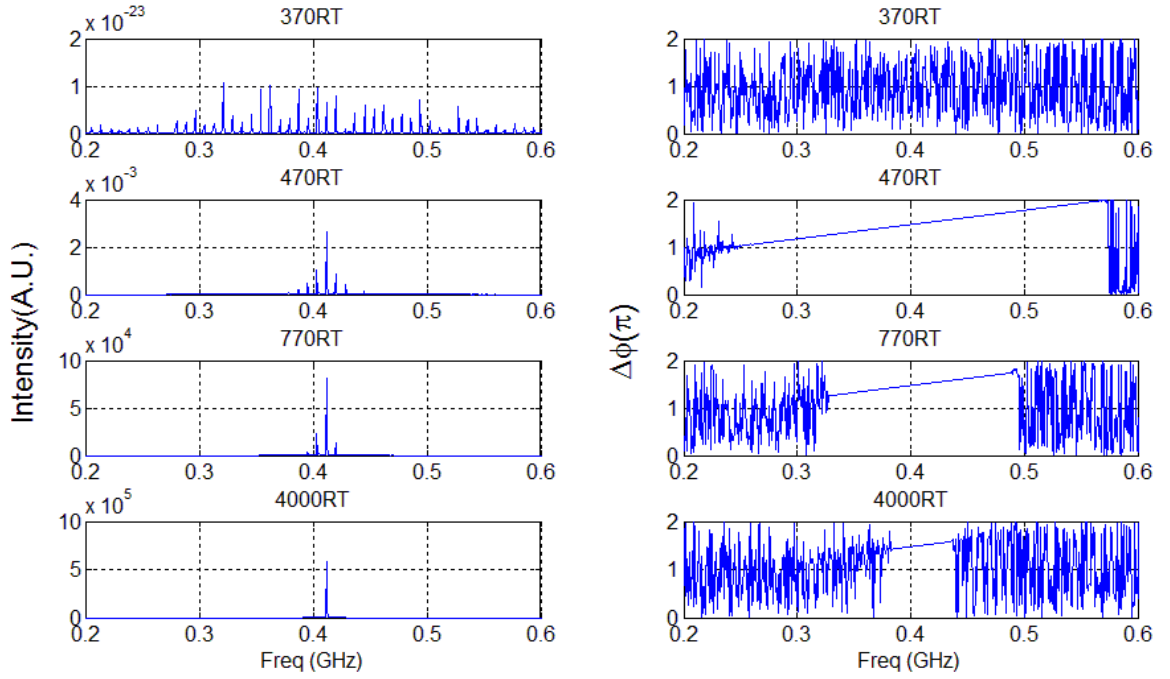 x 10^-23
370RT
2
1
0
0.2 0.3 0.4 0.5 0.6
x 10^-3
470RT
4
2
0
0.2 0.3 0.4 0.5 0.6
x 10^4
770RT
10
5
0
0.2 0.3 0.4 0.5 0.6
x 10^5
4000RT
10
5
0
0.2 0.3 0.4 0.5 0.6
Freq (GHz)
Intensity(A.U.)
370RT
2
1
0
0.2 0.3 0.4 0.5 0.6
470RT
2
1
0
0.2 0.3 0.4 0.5 0.6
770RT
2
1
0
0.2 0.3 0.4 0.5 0.6
4000RT
2
1
0
0.2 0.3 0.4 0.5 0.6
Freq (GHz)
Δϕ(π)